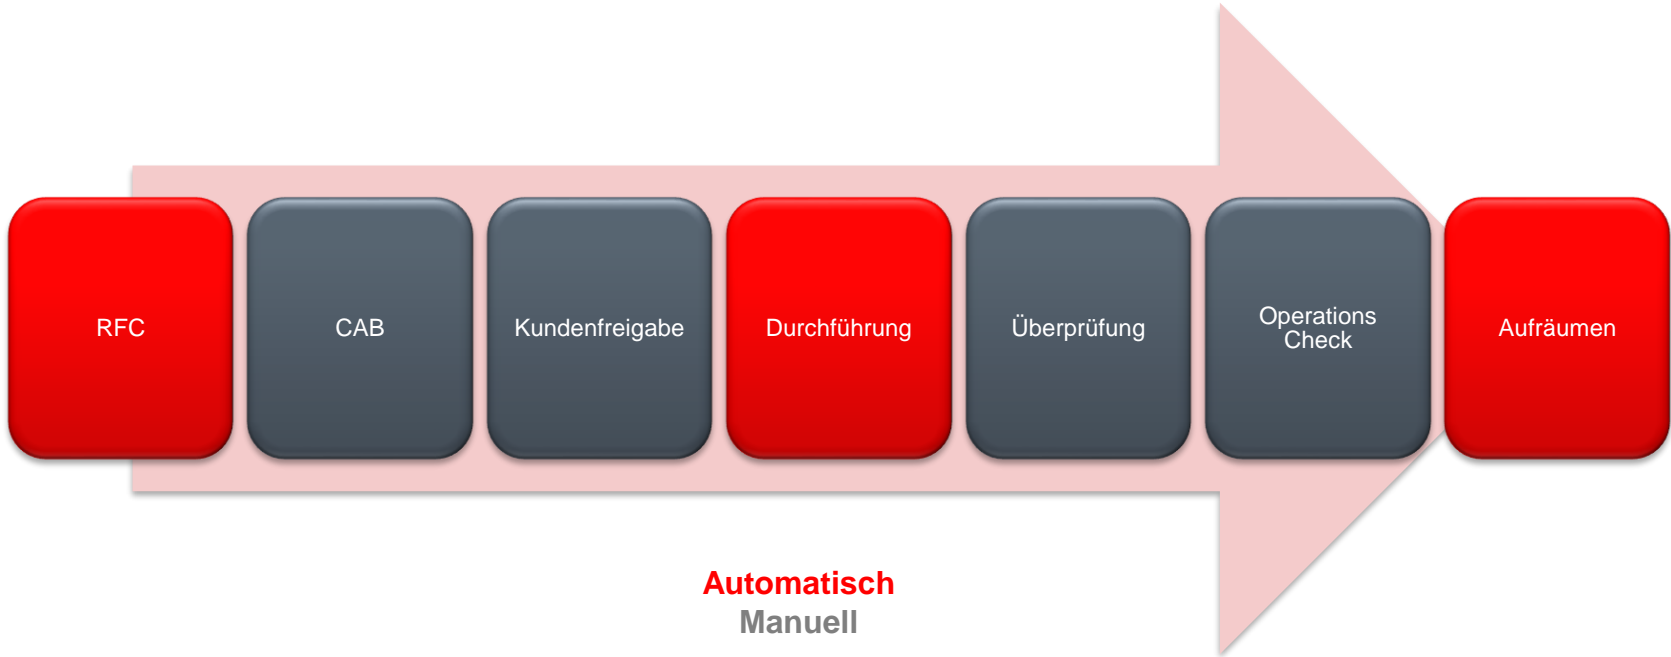 RFC
CAB
Kundenfreigabe
Durchführung
Überprüfung
Operations
Check
Aufräumen
Automatisch
Manuell